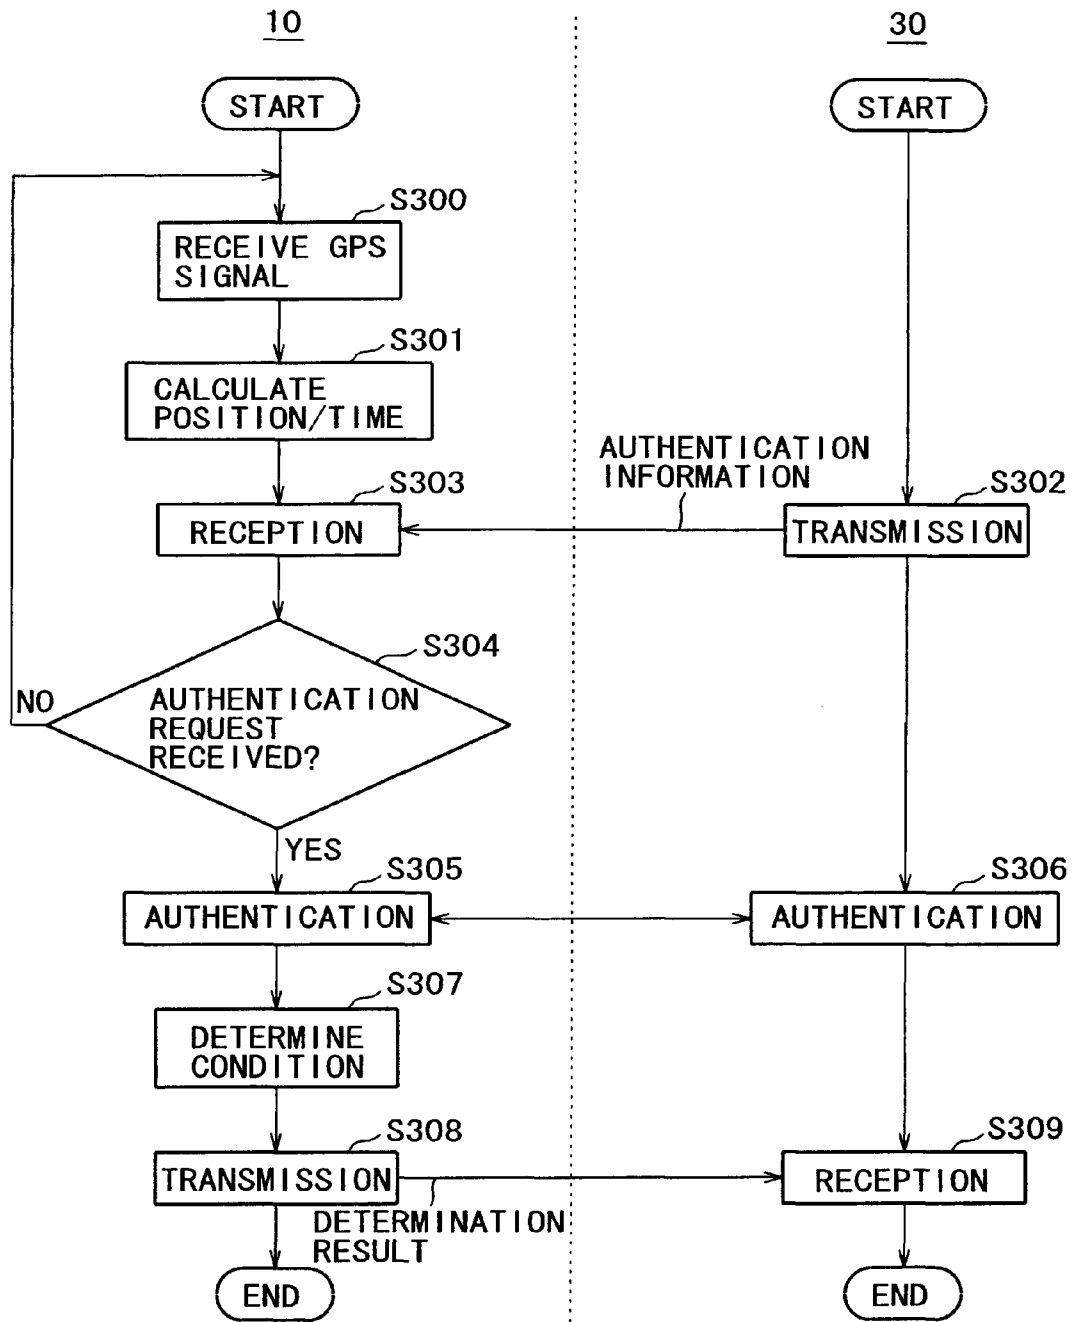 10
30
START
START
S300
RECEIVE GPS
SIGNAL
S301
CALCULATE
POSITION/TIME
AUTHENTICATION
INFORMATION
S303
RECEPTION
S302
TRANSMISSION
S304
NO
AUTHENTICATION
REQUEST
RECEIVED?
YES
S305
AUTHENTICATION
S306
AUTHENTICATION
S307
DETERMINE
CONDITION
S308
TRANSMISSION
S309
RECEPTION
DETERMINATION
RESULT
END
END